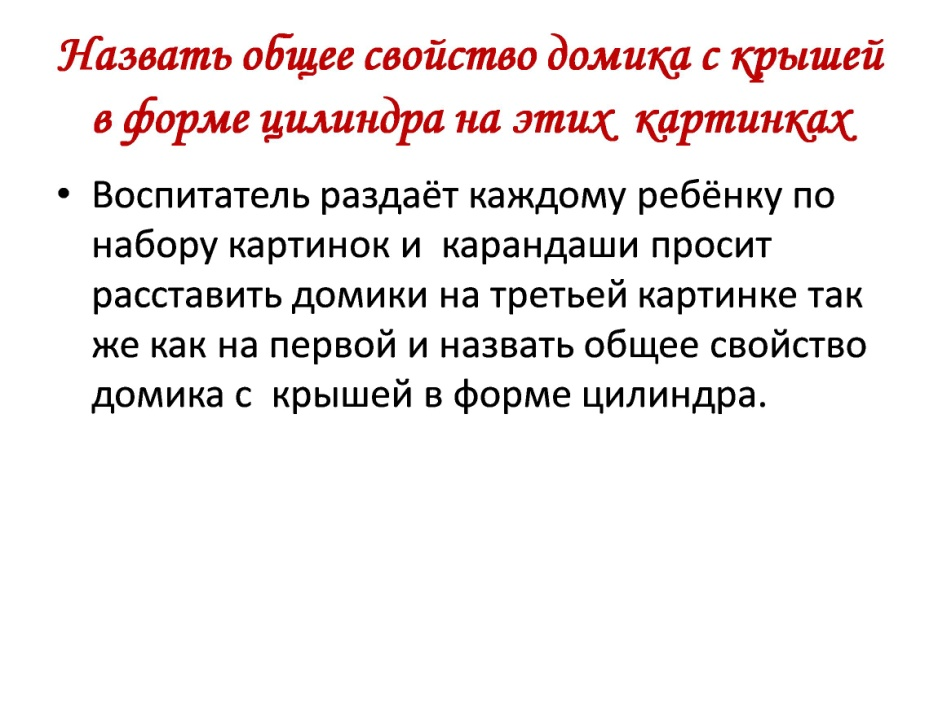 Назвать общее свойство домика с крышей
в форме цилиндра на этих картинках
• Воспитатель раздаёт каждому ребёнку по
набору картинок и карандаши просит
расставить домики на третьей картинке так
же как на первой и назвать общее свойство
домика с крышей в форме цилиндра.